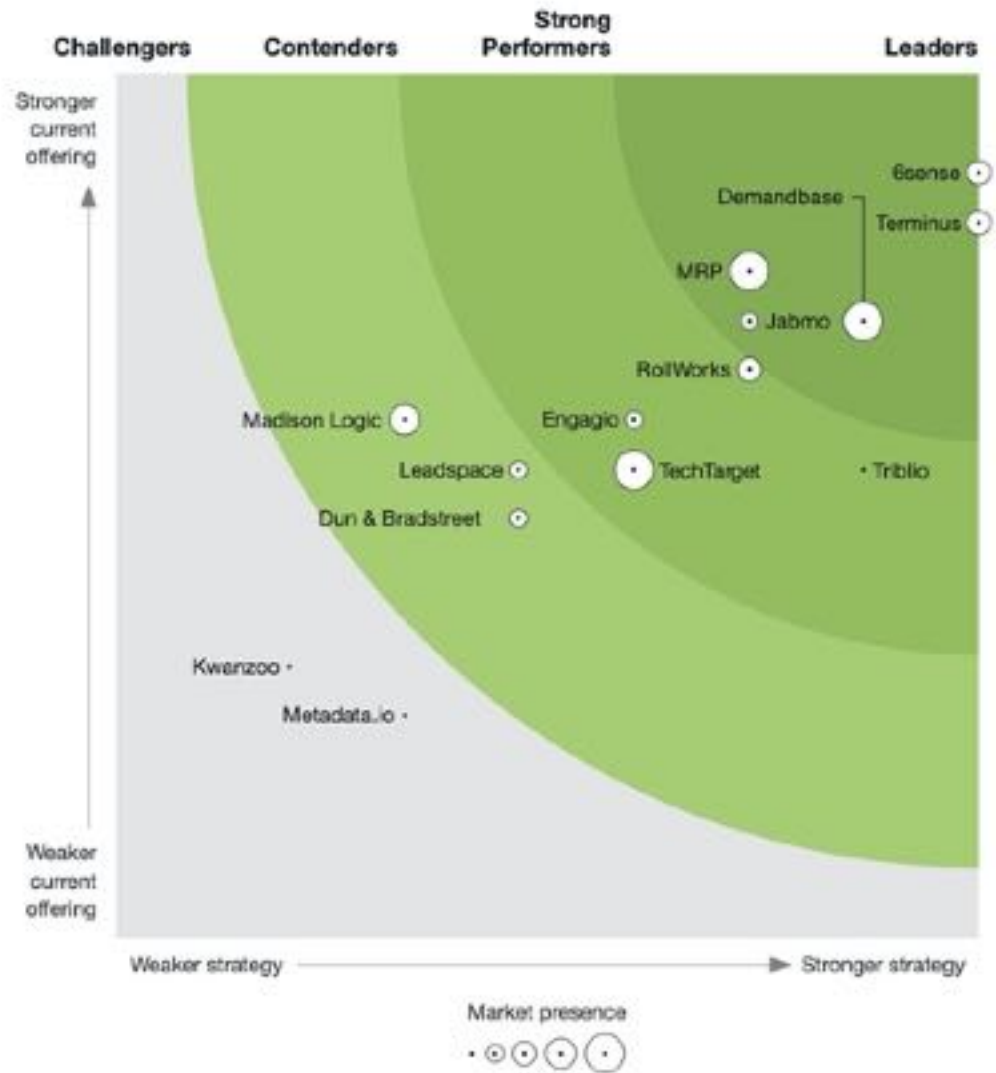 Challengers
Contenders
Strong
Performers
Leaders
Stronger
current
offering
6sense
Demandbase
Terminus
MRP
Jabmo
RollWorks
Madison Logic
Engagio
Leadspace
TechTarget
Triblio
Dun & Bradstreet
Kwanzoo
Metadata.io
Weaker
current
offering
Weaker strategy
Stronger strategy
Market presence